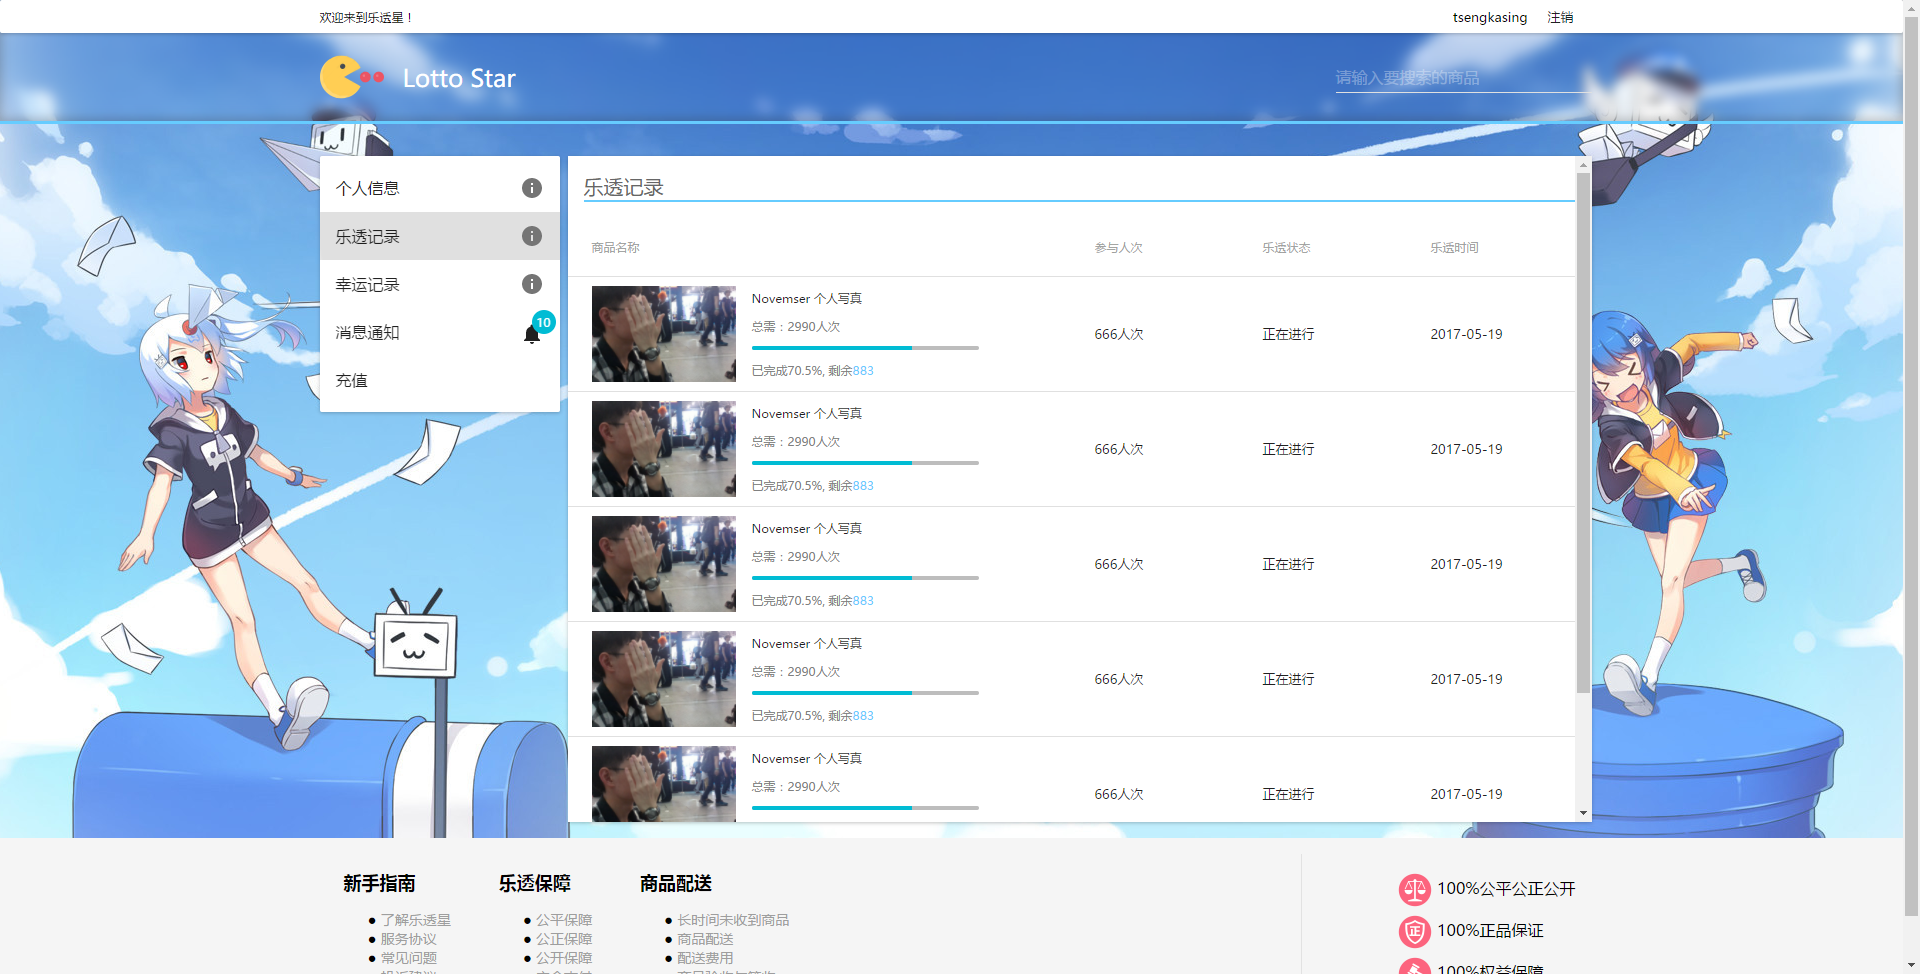 欢迎来到乐透星！
tsengkasing 注销
Lotto Star
请输入要搜索的商品
个人信息
乐透记录
幸运记录
消息通知
10
充值
乐透记录
商品名称 参与人次 乐透状态 乐透时间
Novemser 个人写真
总需：2990人次
666人次 正在进行 2017-05-19
已完成70.5%, 剩余883
Novemser 个人写真
总需：2990人次
666人次 正在进行 2017-05-19
已完成70.5%, 剩余883
Novemser 个人写真
总需：2990人次
666人次 正在进行 2017-05-19
已完成70.5%, 剩余883
Novemser 个人写真
总需：2990人次
666人次 正在进行 2017-05-19
已完成70.5%, 剩余883
Novemser 个人写真
总需：2990人次
666人次 正在进行 2017-05-19
新手指南
了解乐透星
服务协议
常见问题
乐透保障
公平保障
公正保障
公开保障
商品配送
长时间未收到商品
商品配送
配送费用
100%公平公正公开
正
100%正品保证
100%权益保障